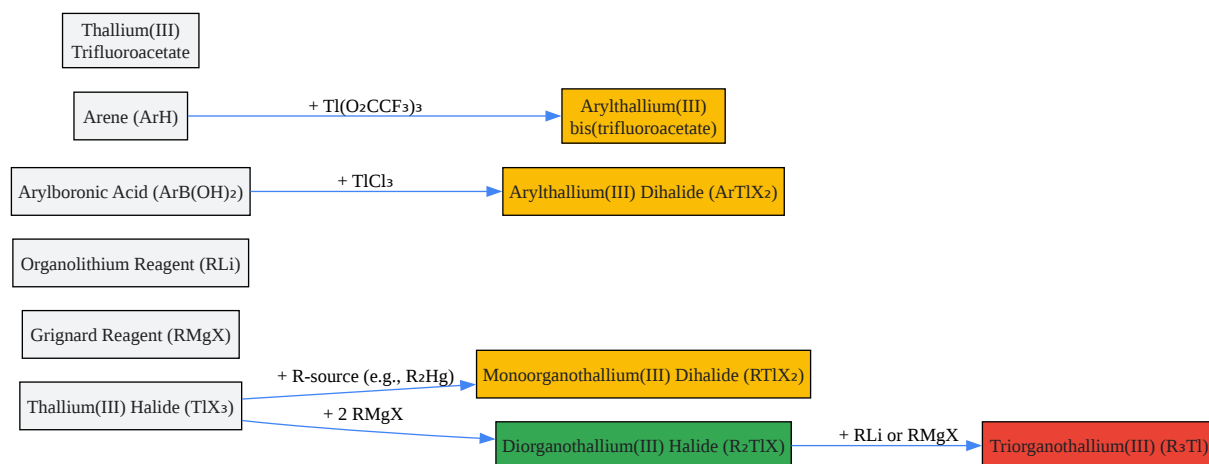 Thallium(III)
Trifluoroacetate
Arene (ArH)
+ Tl(O₂CCF₃)₃
Arylthallium(III)
bis(trifluoroacetate)
Arylboronic Acid (ArB(OH)₂)
+ TlCl₃
Arylthallium(III) Dihalide (ArTlX₂)
Organolithium Reagent (RLi)
Grignard Reagent (RMgX)
Thallium(III) Halide (TlX₃)
+ R-source (e.g., R₂Hg)
Monoorganothallium(III) Dihalide (RTlX₂)
+ 2 RMgX
Diorganothallium(III) Halide (R₂TlX)
+ RLi or RMgX
Triorganothallium(III) (R₃Tl)